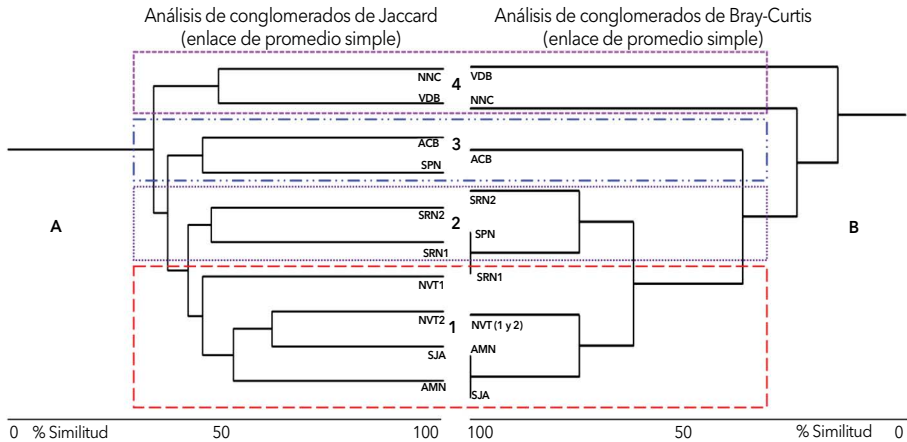 Análisis de conglomerados de Jaccard
(enlace de promedio simple)
Análisis de conglomerados de Bray-Curtis
(enlace de promedio simple)
NNC
VDB
4
VDB
NNC
ACB
SPN
3
ACB
SRN2
SRN1
2
SRN2
SPN
SRN1
NVT1
NVT2
SJA
AMN
1
NVT (1 y 2)
AMN
SJA
A
B
0 % Similitud 50 100
100 50 % Similitud 0